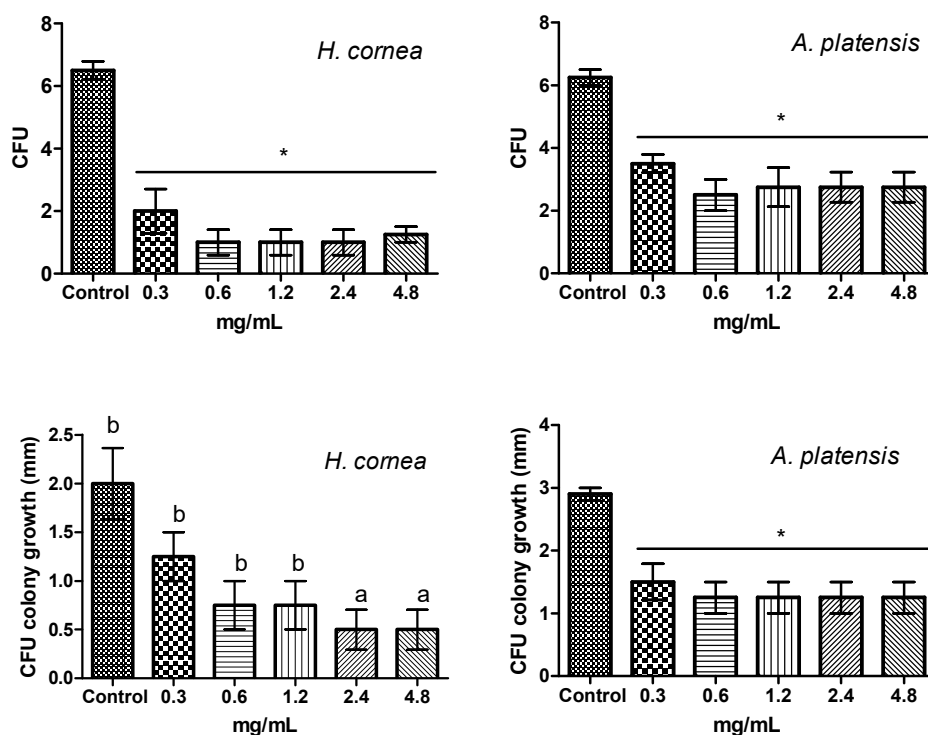 H. cornea
CFU
8
6
4
2
0
*
Control 0.3 0.6 1.2 2.4 4.8
mg/mL
A. platensis
CFU
8
6
4
2
0
*
Control 0.3 0.6 1.2 2.4 4.8
mg/mL
H. cornea
CFU colony growth (mm)
2.5
2.0
1.5
1.0
0.5
0.0
b
b
b b
a a
Control 0.3 0.6 1.2 2.4 4.8
mg/mL
A. platensis
CFU colony growth (mm)
4
3
2
1
0
*
Control 0.3 0.6 1.2 2.4 4.8
mg/mL